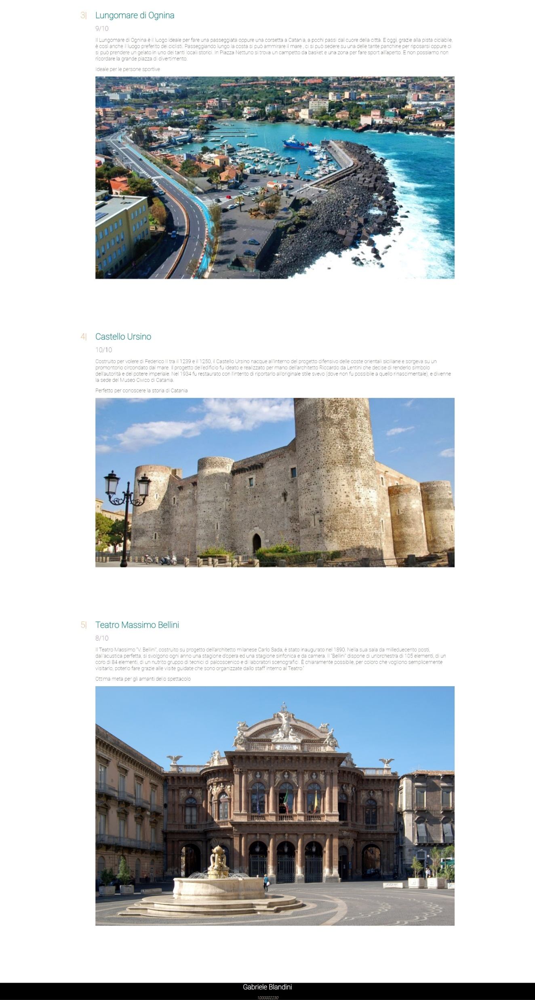 3| Lungomare di Ognina
9/10
Il Lungomare di Ognina è il luogo ideale per fare una passeggiata oppure una corsetta a Catania, a pochi passi dal cuore della città. E oggi, grazie alla pista ciclabile,
è così anche il luogo preferito dei ciclisti. Passeggiando lungo la costa si può ammirare il mare , ci si può sedere su una delle tante panchine per riposarsi oppure ci
si può prendere un gelato in uno dei tanti locali storici. In Piazza Nettuno si trova un campetto da basket e una zona per fare sport all'aperto. E non possiamo non
ricordare la grande piazza di divertimento.
Ideale per le persone sportive
4| Castello Ursino
10/10
Costruito per volere di Federico II tra il 1239 e il 1250, il Castello Ursino nacque all'interno del progetto difensivo delle coste orientali siciliane e sorgeva su un
promontorio circondato dal mare. Il progetto dell'edificio fu ideato e realizzato per mano dell'architetto Riccardo da Lentini che decise di renderlo simbolo
dell'autorità e del potere imperiale. Nel 1934 fu restaurato con l'intento di riportarlo all'originale stile svevo (dove non fu possibile a quello rinascimentale), e divenne
la sede del Museo Civico di Catania.
Perfetto per conoscere la storia di Catania
5| Teatro Massimo Bellini
8/10
Il Teatro Massimo "V. Bellini", costruito su progetto dell'architetto milanese Carlo Sada, è stato inaugurato nel 1890. Nella sua sala da milleduecento posti,
dall'acustica perfetta, si svolgono ogni anno una stagione d'opera ed una stagione sinfonica e da camera. Il "Bellini" dispone di un'orchestra di 105 elementi, di un
coro di 84 elementi, di un nutrito gruppo di tecnici di palcoscenico e di laboratori scenografici. È chiaramente possibile, per coloro che vogliono semplicemente
visitarlo, poterlo fare grazie alle visite guidate che sono organizzate dallo staff interno al Teatro."
Ottima meta per gli amanti dello spettacolo
TEATRO
BELLINI
Gabriele Blandini
1000002230